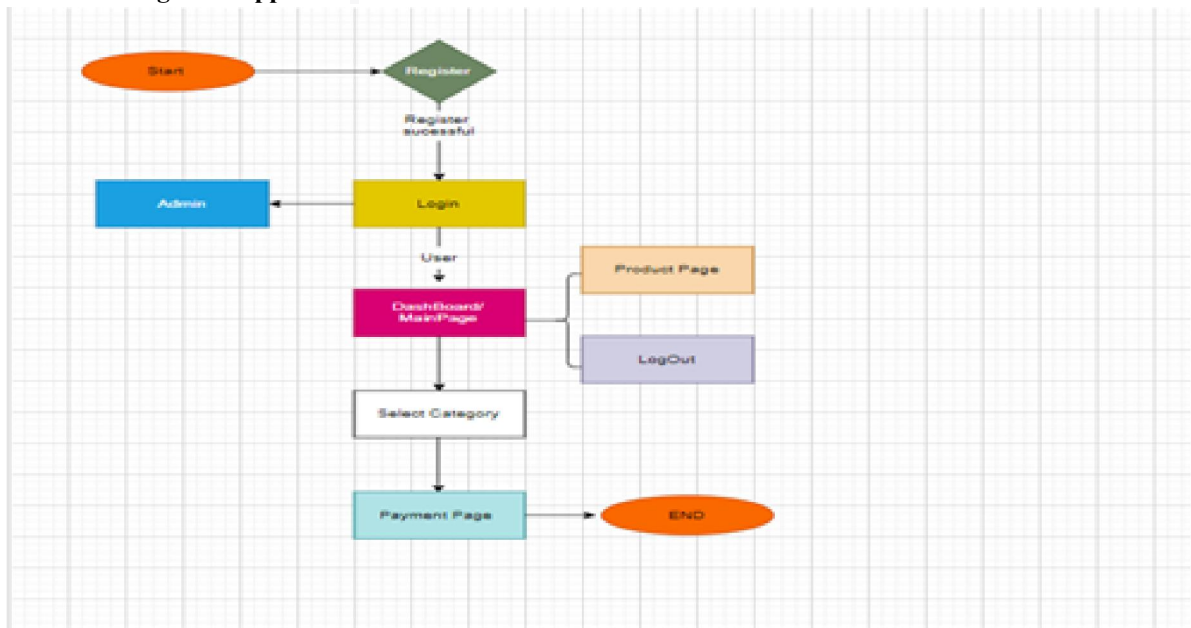 Start
Register
Register
sucessful
Admin
Login
User
Product Page
DashBoard/
MainPage
LogOut
Select Category
Payment Page
END